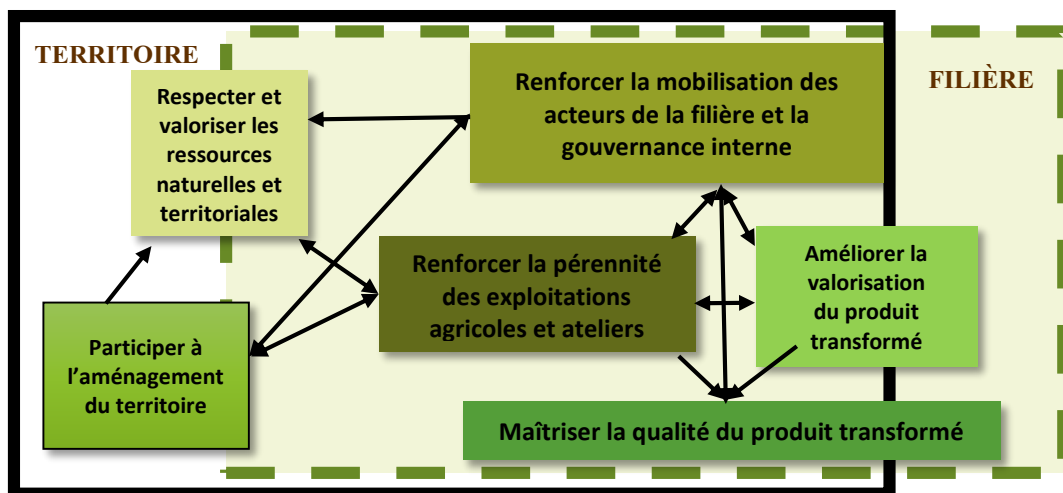 TERRITOIRE
FILIÈRE
Respecter et
valoriser les
ressources
naturelles et
territoriales
Renforcer la mobilisation des
acteurs de la filière et la
gouvernance interne
Renforcer la pérennité
des exploitations
agricoles et ateliers
Améliorer la
valorisation
du produit
transformé
Participer à
l’aménagement
du territoire
Maîtriser la qualité du produit transformé